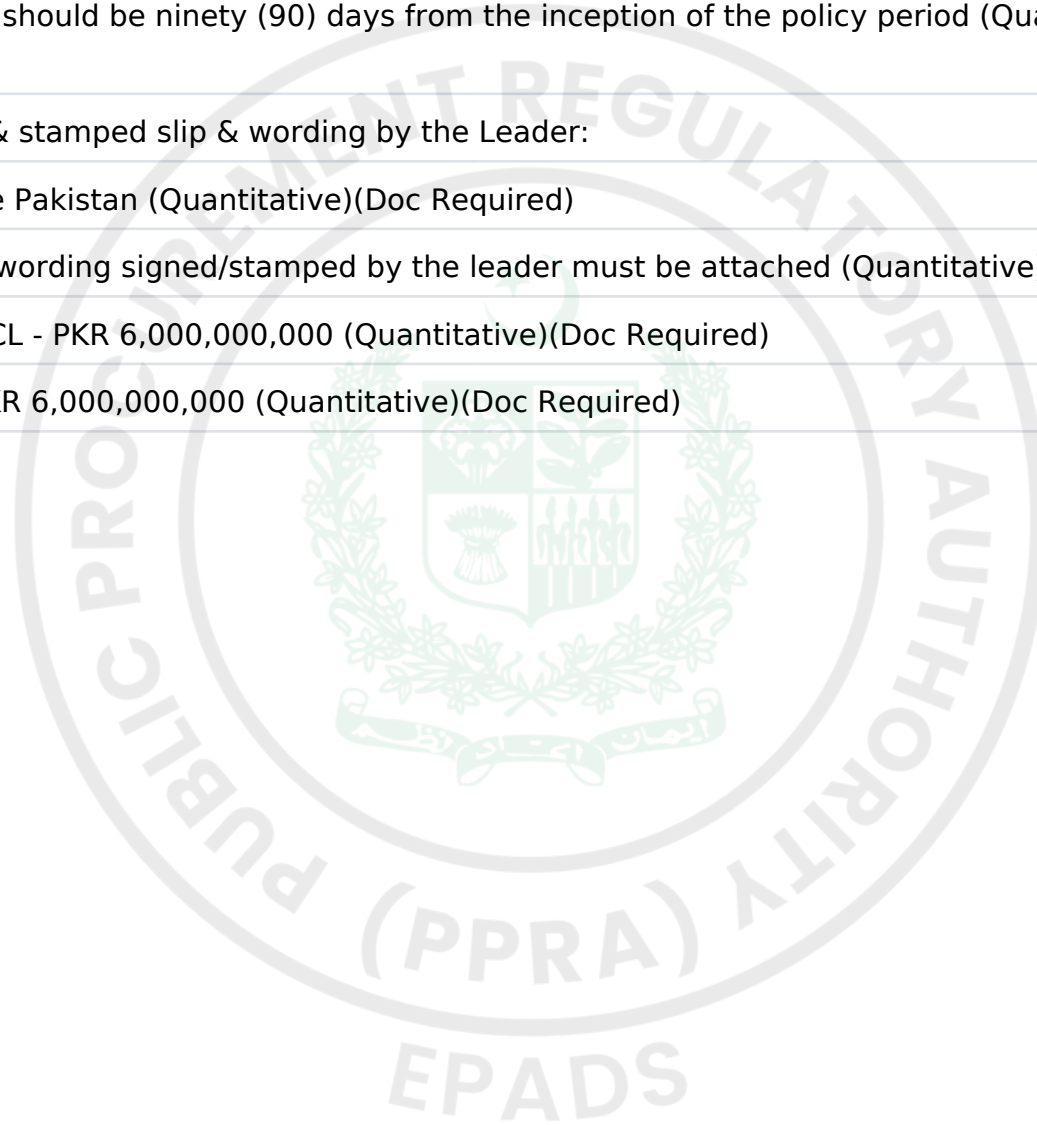 should be ninety (90) days from the inception of the policy period (Qua
& stamped slip & wording by the Leader:
e Pakistan (Quantitative)(Doc Required)
wording signed/stamped by the leader must be attached (Quantitative
CL - PKR 6,000,000,000 (Quantitative)(Doc Required)
KR 6,000,000,000 (Quantitative)(Doc Required)
PUBLIC PROCUREMENT REGULATORY AUTHORITY
(PPRA)
EPADS